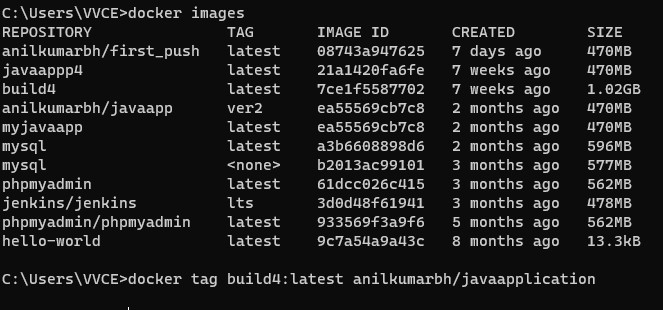 C:\Users\VVCE>docker images
REPOSITORY TAG IMAGE ID CREATED SIZE
anilkumarbh/first_push latest 08743a947625 7 days ago 470MB
javaappp4 latest 21a1420fa6fe 7 weeks ago 470MB
build4 latest 7ce1f5587702 7 weeks ago 1.02GB
anilkumarbh/javaapp ver2 ea55569cb7c8 2 months ago 470MB
myjavaapp latest ea55569cb7c8 2 months ago 470MB
mysql latest a3b6608898d6 2 months ago 596MB
mysql <none> b2013ac99101 3 months ago 577MB
phpmyadmin latest 61dcc026c415 3 months ago 562MB
jenkins/jenkins lts 3d0d48f61941 3 months ago 478MB
phpmyadmin/phpmyadmin latest 933569f3a9f6 5 months ago 562MB
hello-world latest 9c7a54a9a43c 8 months ago 13.3kB
C:\Users\VVCE>docker tag build4:latest anilkumarbh/javaapplication